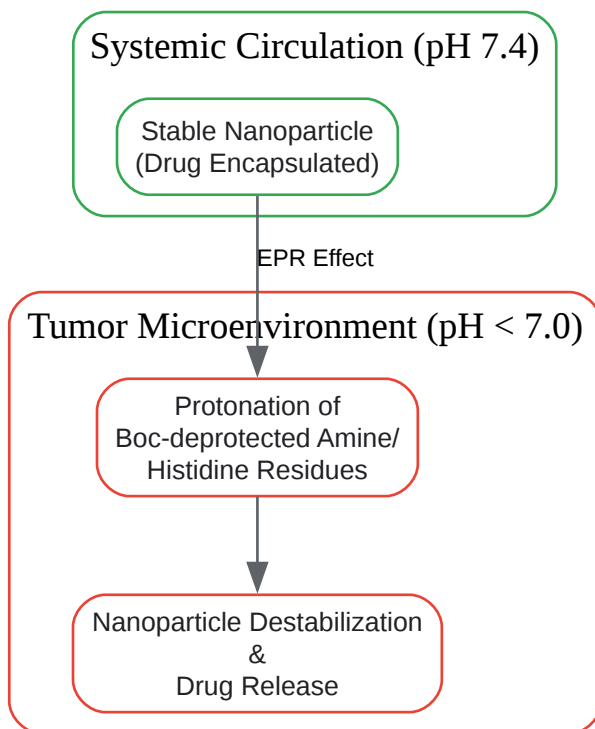 Systemic Circulation (pH 7.4)
Stable Nanoparticle
(Drug Encapsulated)
EPR Effect
Tumor Microenvironment (pH < 7.0)
Protonation of
Boc-deprotected Amine/
Histidine Residues
Nanoparticle Destabilization
&
Drug Release